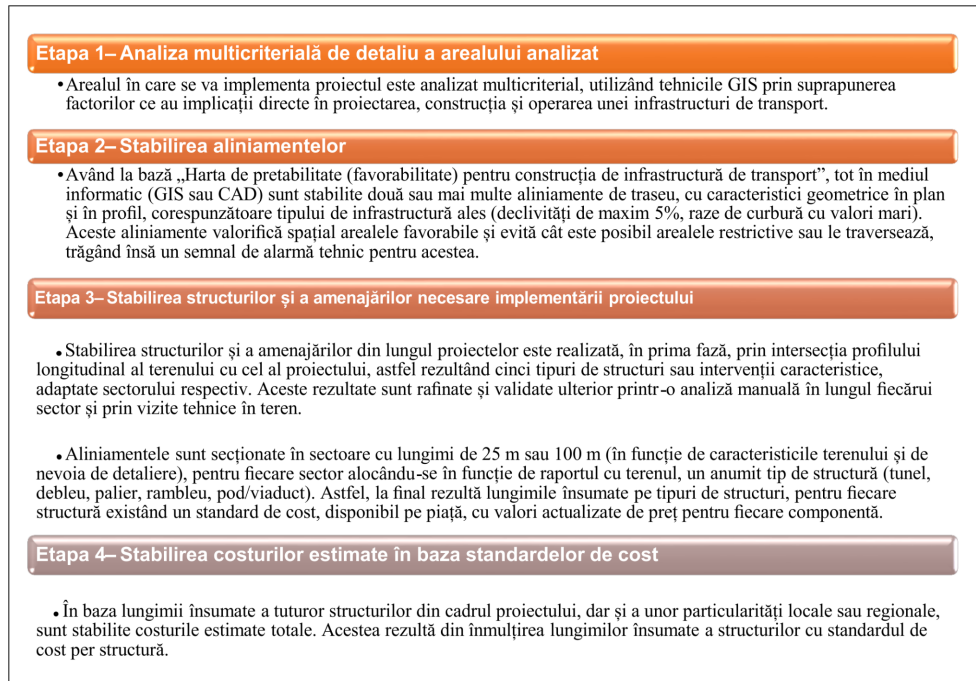 Etapa 1– Analiza multicriterială de detaliu a arealului analizat
•Arealul în care se va implementa proiectul este analizat multicriterial, utilizând tehnicile GIS prin suprapunerea
factorilor ce au implicații directe în proiectarea, construcția și operarea unei infrastructuri de transport.
Etapa 2– Stabilirea aliniamentelor
•Având la bază „Harta de pretabilitate (favorabilitate) pentru construcția de infrastructură de transport”, tot în mediul
informatic (GIS sau CAD) sunt stabilite două sau mai multe aliniamente de traseu, cu caracteristici geometrice în plan
și în profil, corespunzătoare tipului de infrastructură ales (declivități de maxim 5%, raze de curbură cu valori mari).
Aceste aliniamente valorifică spațial arealele favorabile și evită cât este posibil arealele restrictive sau le traversează,
trăgând însă un semnal de alarmă tehnic pentru acestea.
Etapa 3– Stabilirea structurilor și a amenajărilor necesare implementării proiectului
•Stabilirea structurilor și a amenajărilor din lungul proiectelor este realizată, în prima fază, prin intersecția profilului
longitudinal al terenului cu cel al proiectului, astfel rezultând cinci tipuri de structuri sau intervenții caracteristice,
adaptate sectorului respectiv. Aceste rezultate sunt rafinate și validate ulterior printr-o analiză manuală în lungul fiecărui
sector și prin vizite tehnice în teren.
•Aliniamentele sunt secționate în sectoare cu lungimi de 25 m sau 100 m (în funcție de caracteristicile terenului și de
nevoia de detaliere), pentru fiecare sector alocându-se în funcție de raportul cu terenul, un anumit tip de structură (tunel,
debleu, palier, rambleu, pod/viaduct). Astfel, la final rezultă lungimile însumate pe tipuri de structuri, pentru fiecare
structură existând un standard de cost, disponibil pe piață, cu valori actualizate de preț pentru fiecare componentă.
Etapa 4– Stabilirea costurilor estimate în baza standardelor de cost
•În baza lungimii însumate a tuturor structurilor din cadrul proiectului, dar și a unor particularități locale sau regionale,
sunt stabilite costurile estimate totale. Acestea rezultă din înmulțirea lungimilor însumate a structurilor cu standardul de
cost per structură.